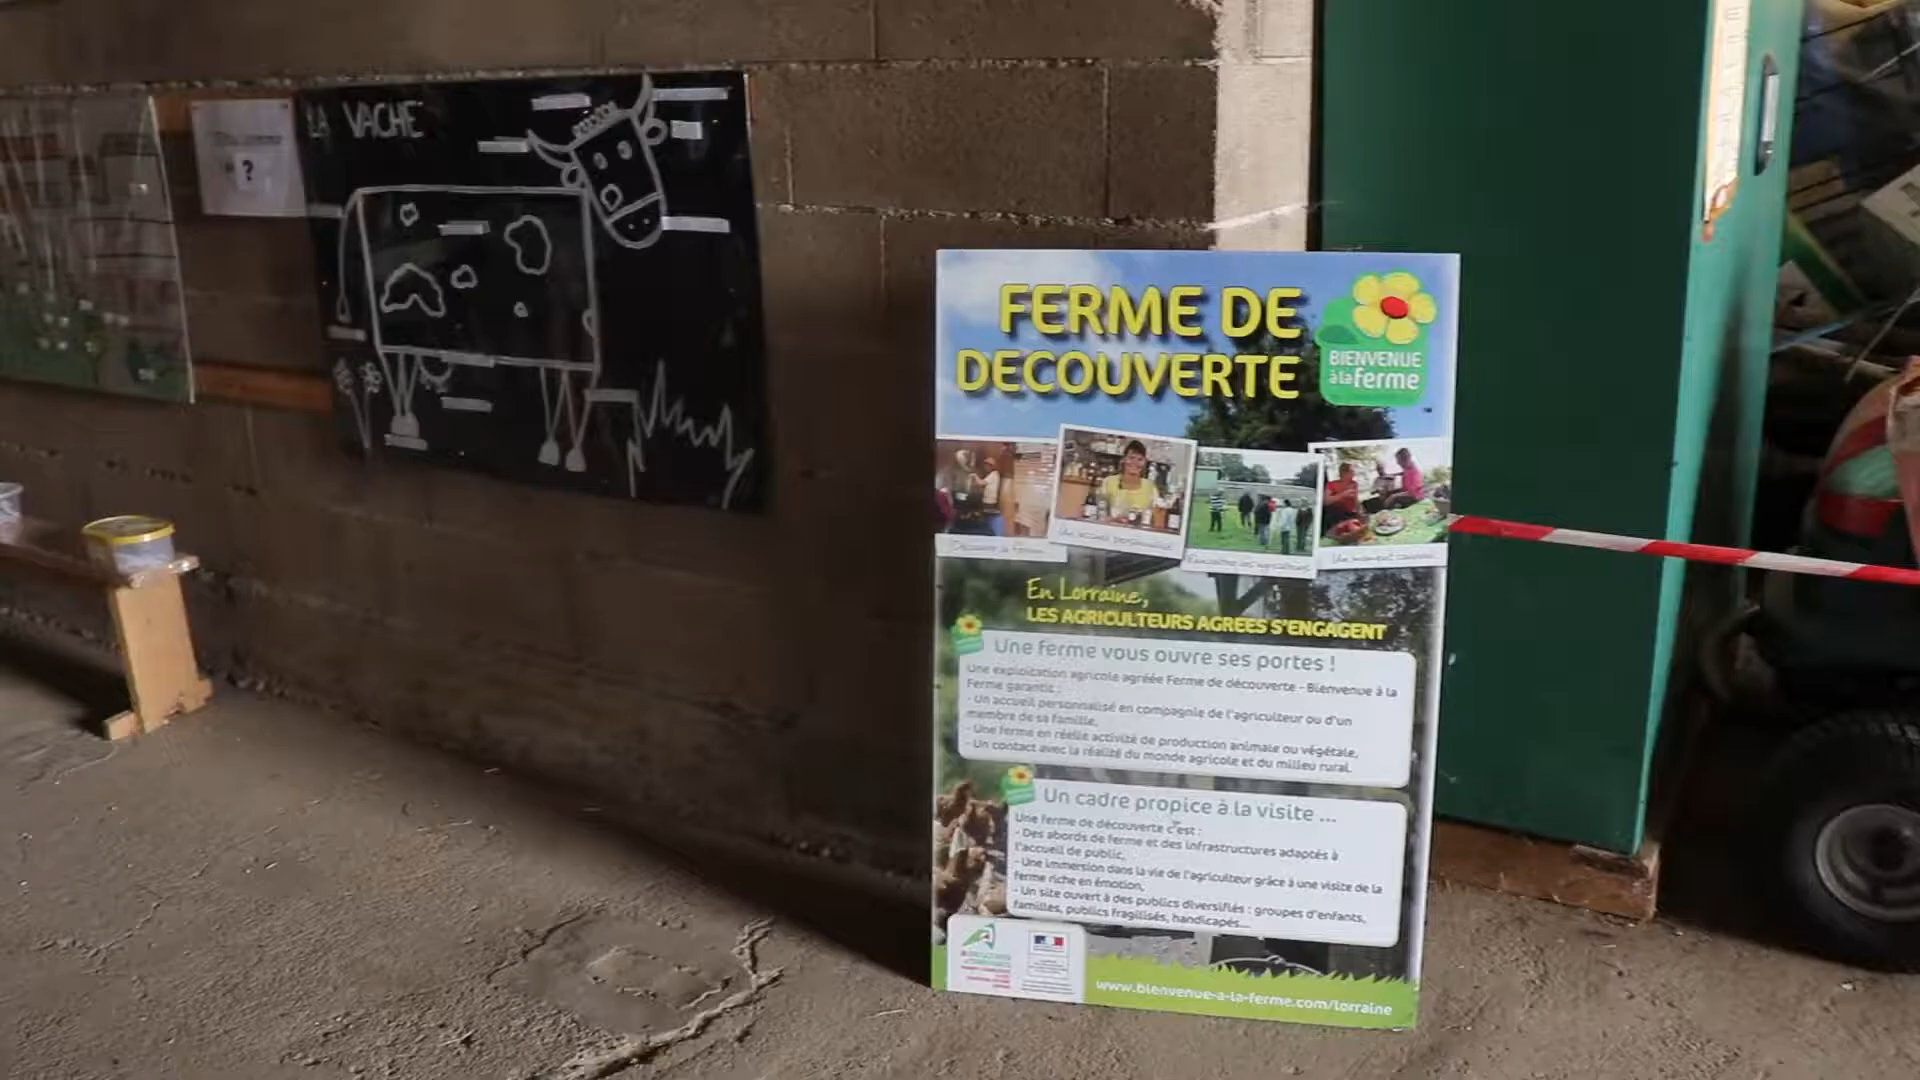 LA VACHE
?
FERME DE
DECOUVERTE
BIENVENUE
à la ferme
En Lorraine,
LES AGRICULTEURS AGREES S'ENGAGENT
Une ferme vous ouvre ses portes !
Une exploitation agricole agréée Ferme de découverte - Bienvenue à la
Ferme garantit :
- Un accueil personnalisé en compagnie de l'agriculteur ou d'un
membre de sa famille,
- Une ferme en réelle activité de production animale ou végétale,
- Un contact avec la réalité du monde agricole et du milieu rural.
Un cadre propice à la visite ...
Une ferme de découverte c'est :
- Des abords de ferme et des infrastructures adaptés à
l'accueil de public,
- Une immersion dans la vie de l'agriculteur grâce à une visite de la
ferme riche en émotion,
- Un site ouvert à des publics diversifiés : groupes d'enfants,
familles, publics fragilisés, handicapés...
www.bienvenue-a-la-ferme.com/lorraine